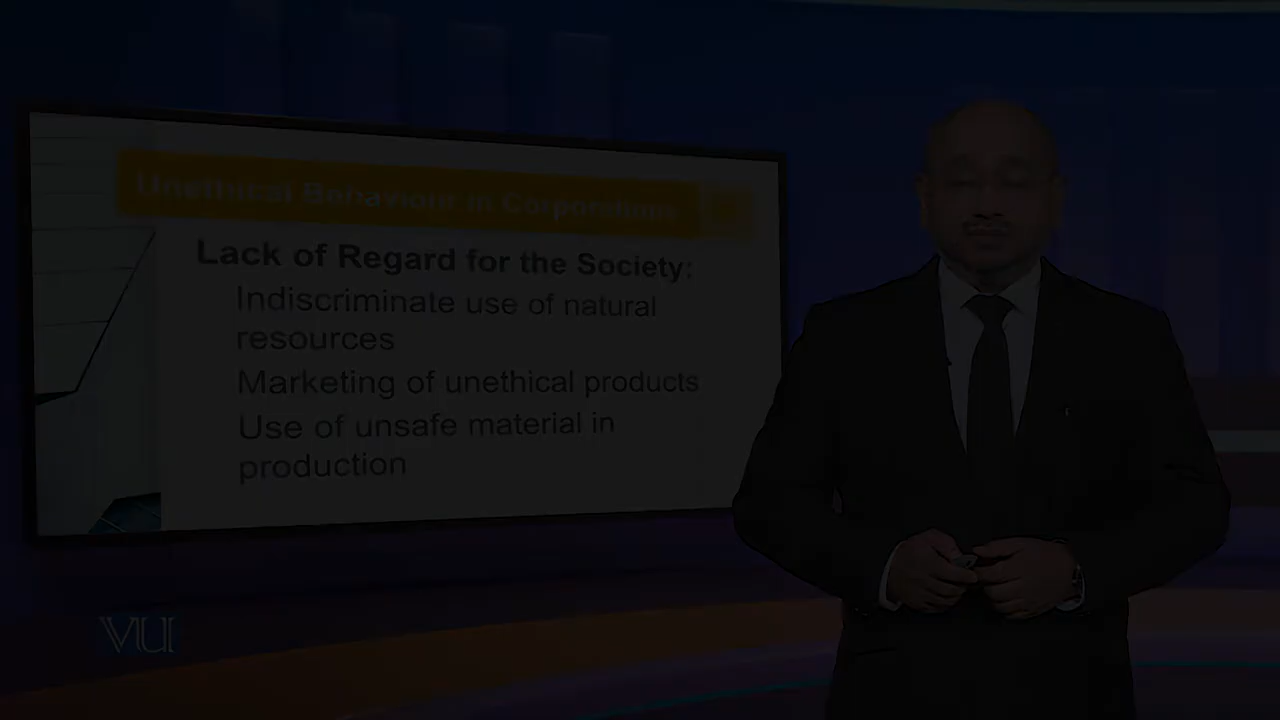 Unethical Behaviour in Corporations
Lack of Regard for the Society:
Indiscriminate use of natural
resources
Marketing of unethical products
Use of unsafe material in
production
VU